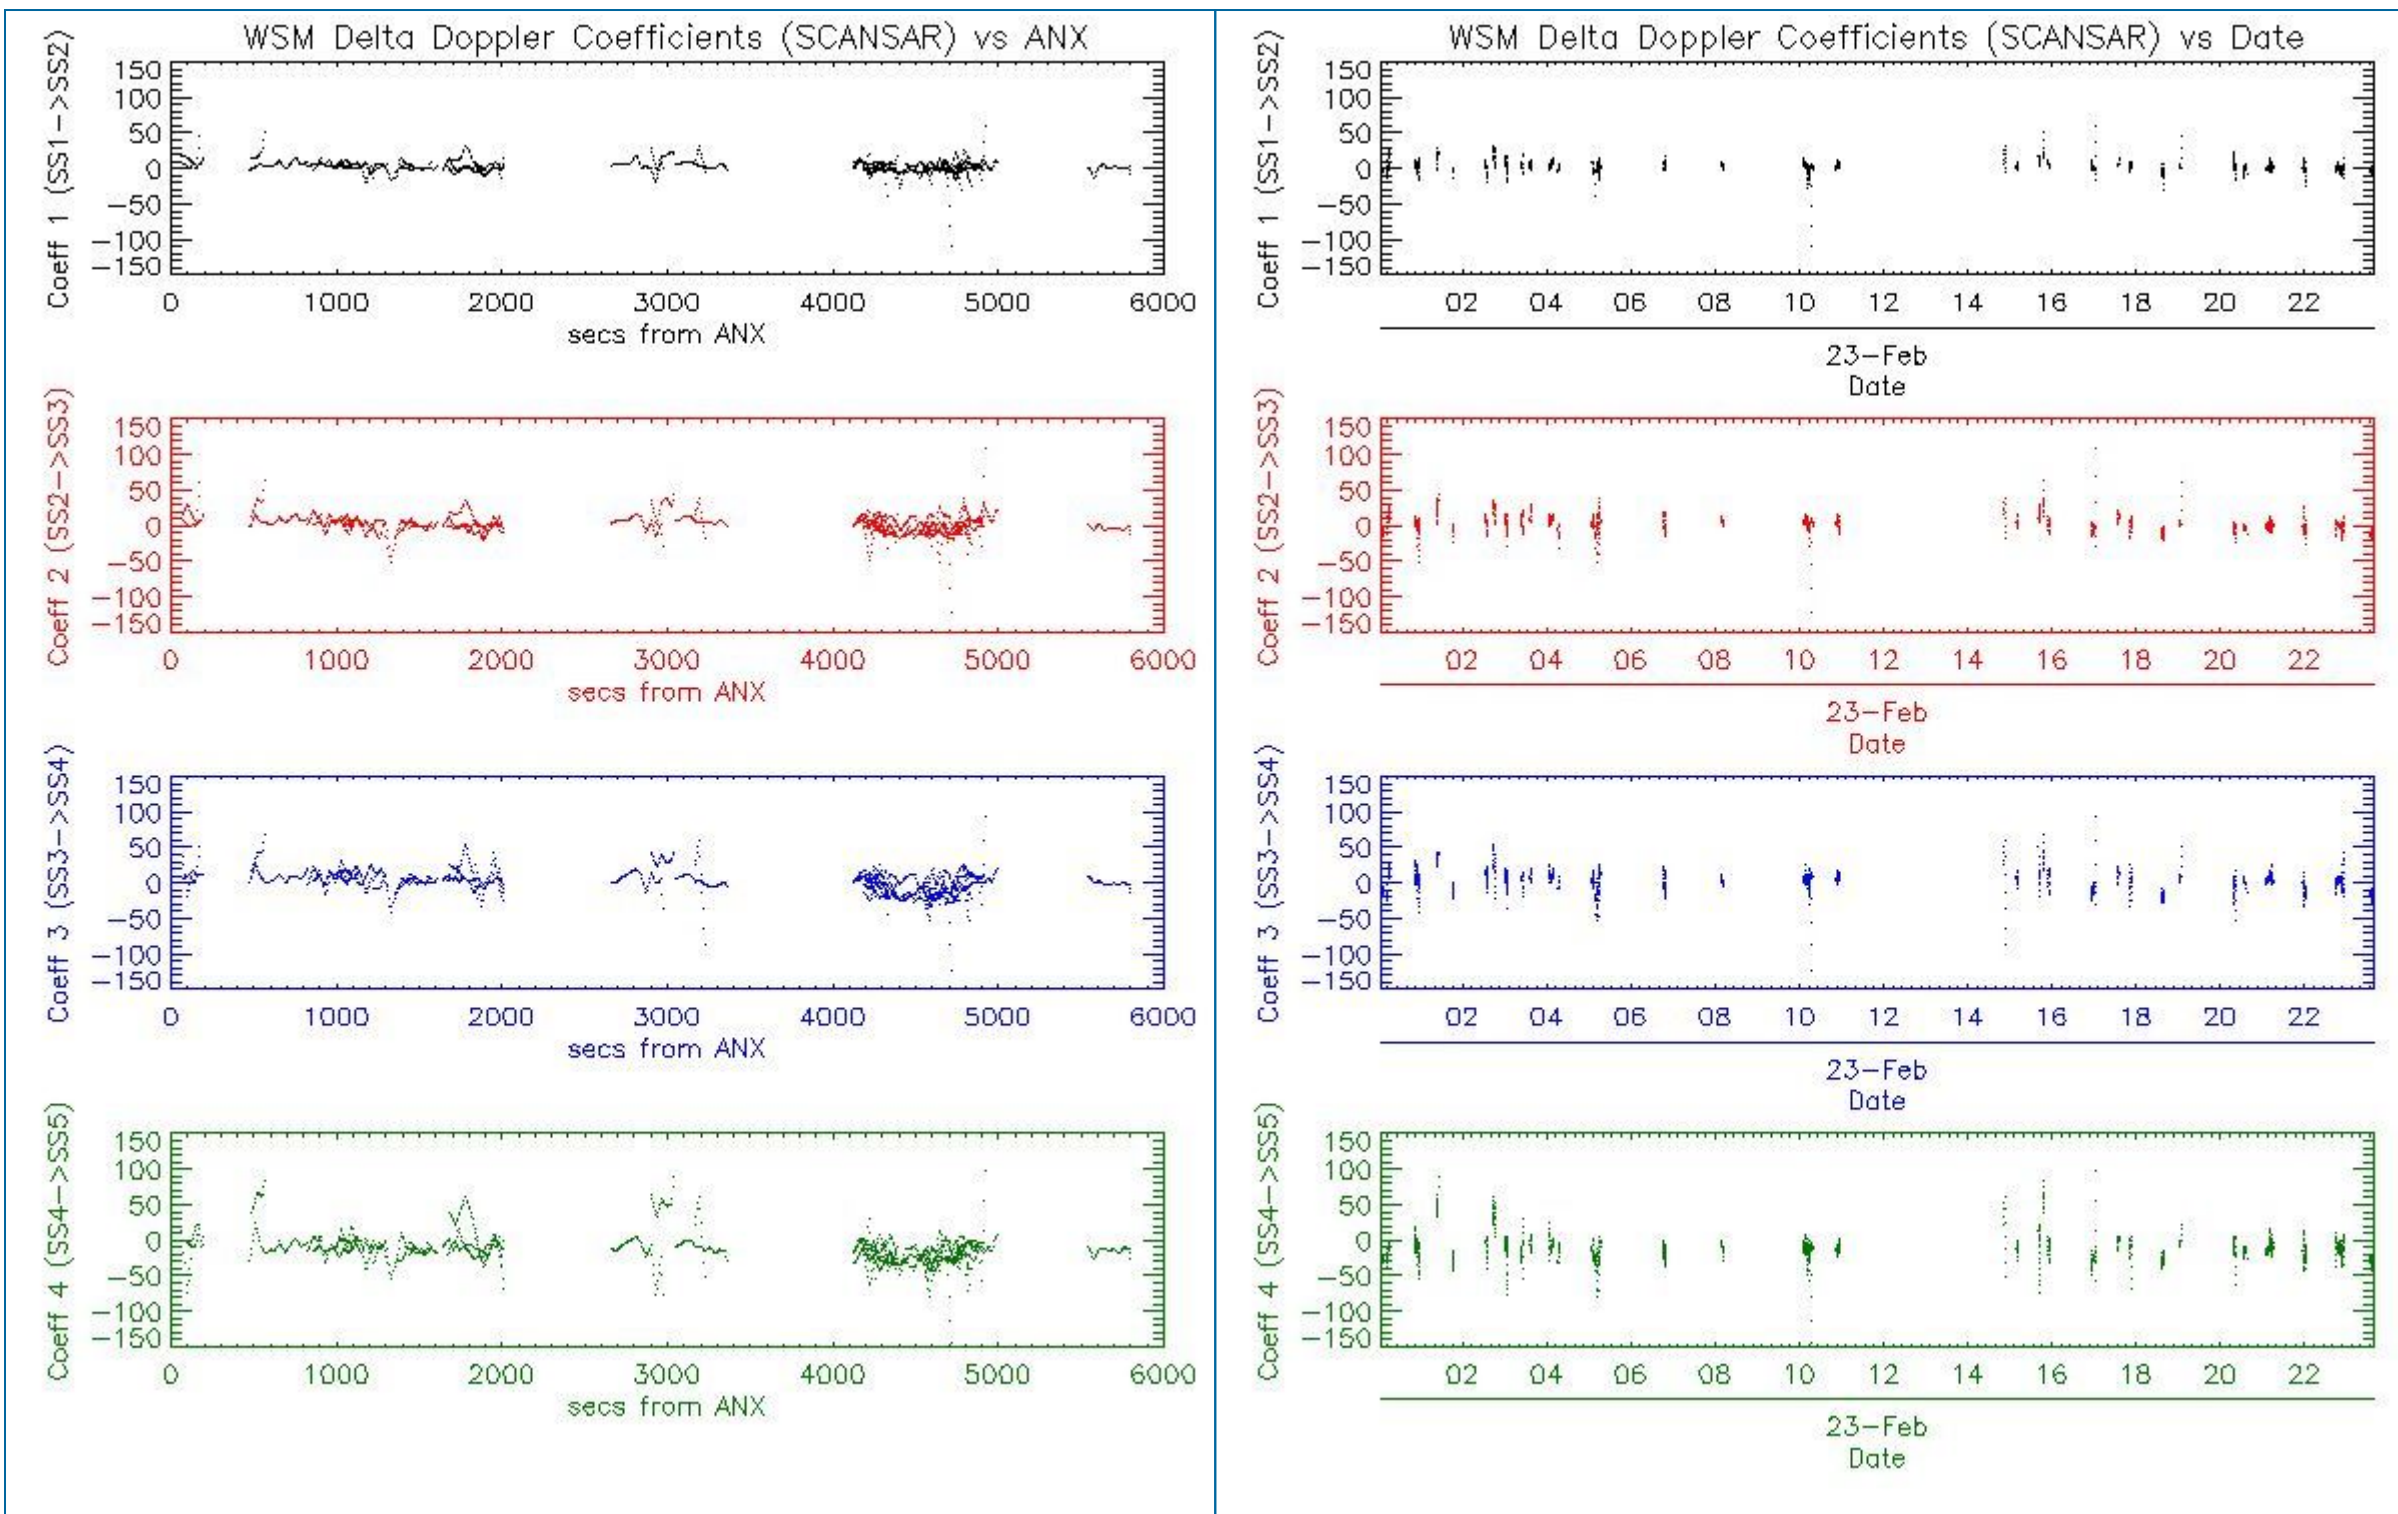 WSM Delta Doppler Coefficients (SCANSAR) vs ANX
Coeff 1 (SS1->SS2)
150
100
50
0
-50
-100
-150
0 1000 2000 3000 4000 5000 6000
secs from ANX
Coeff 2 (SS2->SS3)
150
100
50
0
-50
-100
-150
0 1000 2000 3000 4000 5000 6000
secs from ANX
Coeff 3 (SS3->SS4)
150
100
50
0
-50
-100
-150
0 1000 2000 3000 4000 5000 6000
secs from ANX
Coeff 4 (SS4->SS5)
150
100
50
0
-50
-100
-150
0 1000 2000 3000 4000 5000 6000
secs from ANX
WSM Delta Doppler Coefficients (SCANSAR) vs Date
Coeff 1 (SS1->SS2)
150
100
50
0
-50
-100
-150
02 04 06 08 10 12 14 16 18 20 22
23-Feb
Date
Coeff 2 (SS2->SS3)
150
100
50
0
-50
-100
-150
02 04 06 08 10 12 14 16 18 20 22
23-Feb
Date
Coeff 3 (SS3->SS4)
150
100
50
0
-50
-100
-150
02 04 06 08 10 12 14 16 18 20 22
23-Feb
Date
Coeff 4 (SS4->SS5)
150
100
50
0
-50
-100
-150
02 04 06 08 10 12 14 16 18 20 22
23-Feb
Date